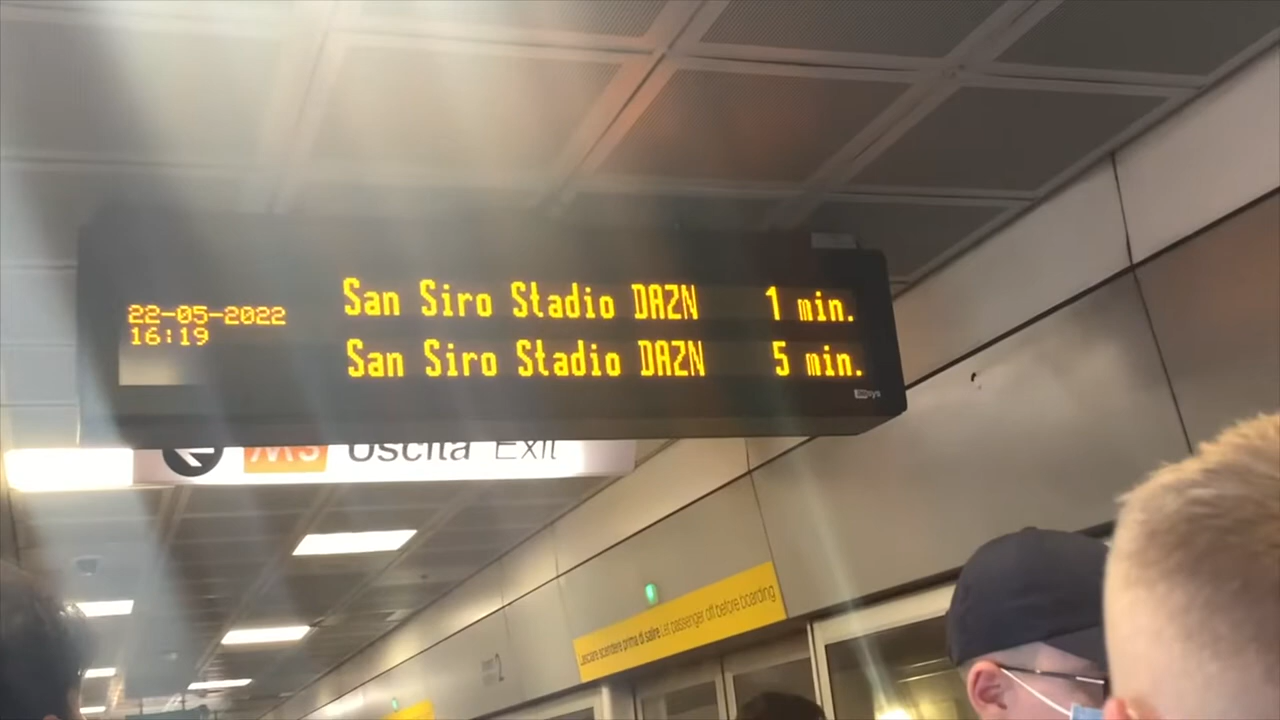 San Siro Stadio DAZN 1 min.
22-05-2022
16:19
San Siro Stadio DAZN 5 min.
M3 Uscita Exit
Lasciare scendere prima di salire Let passenger off before boarding